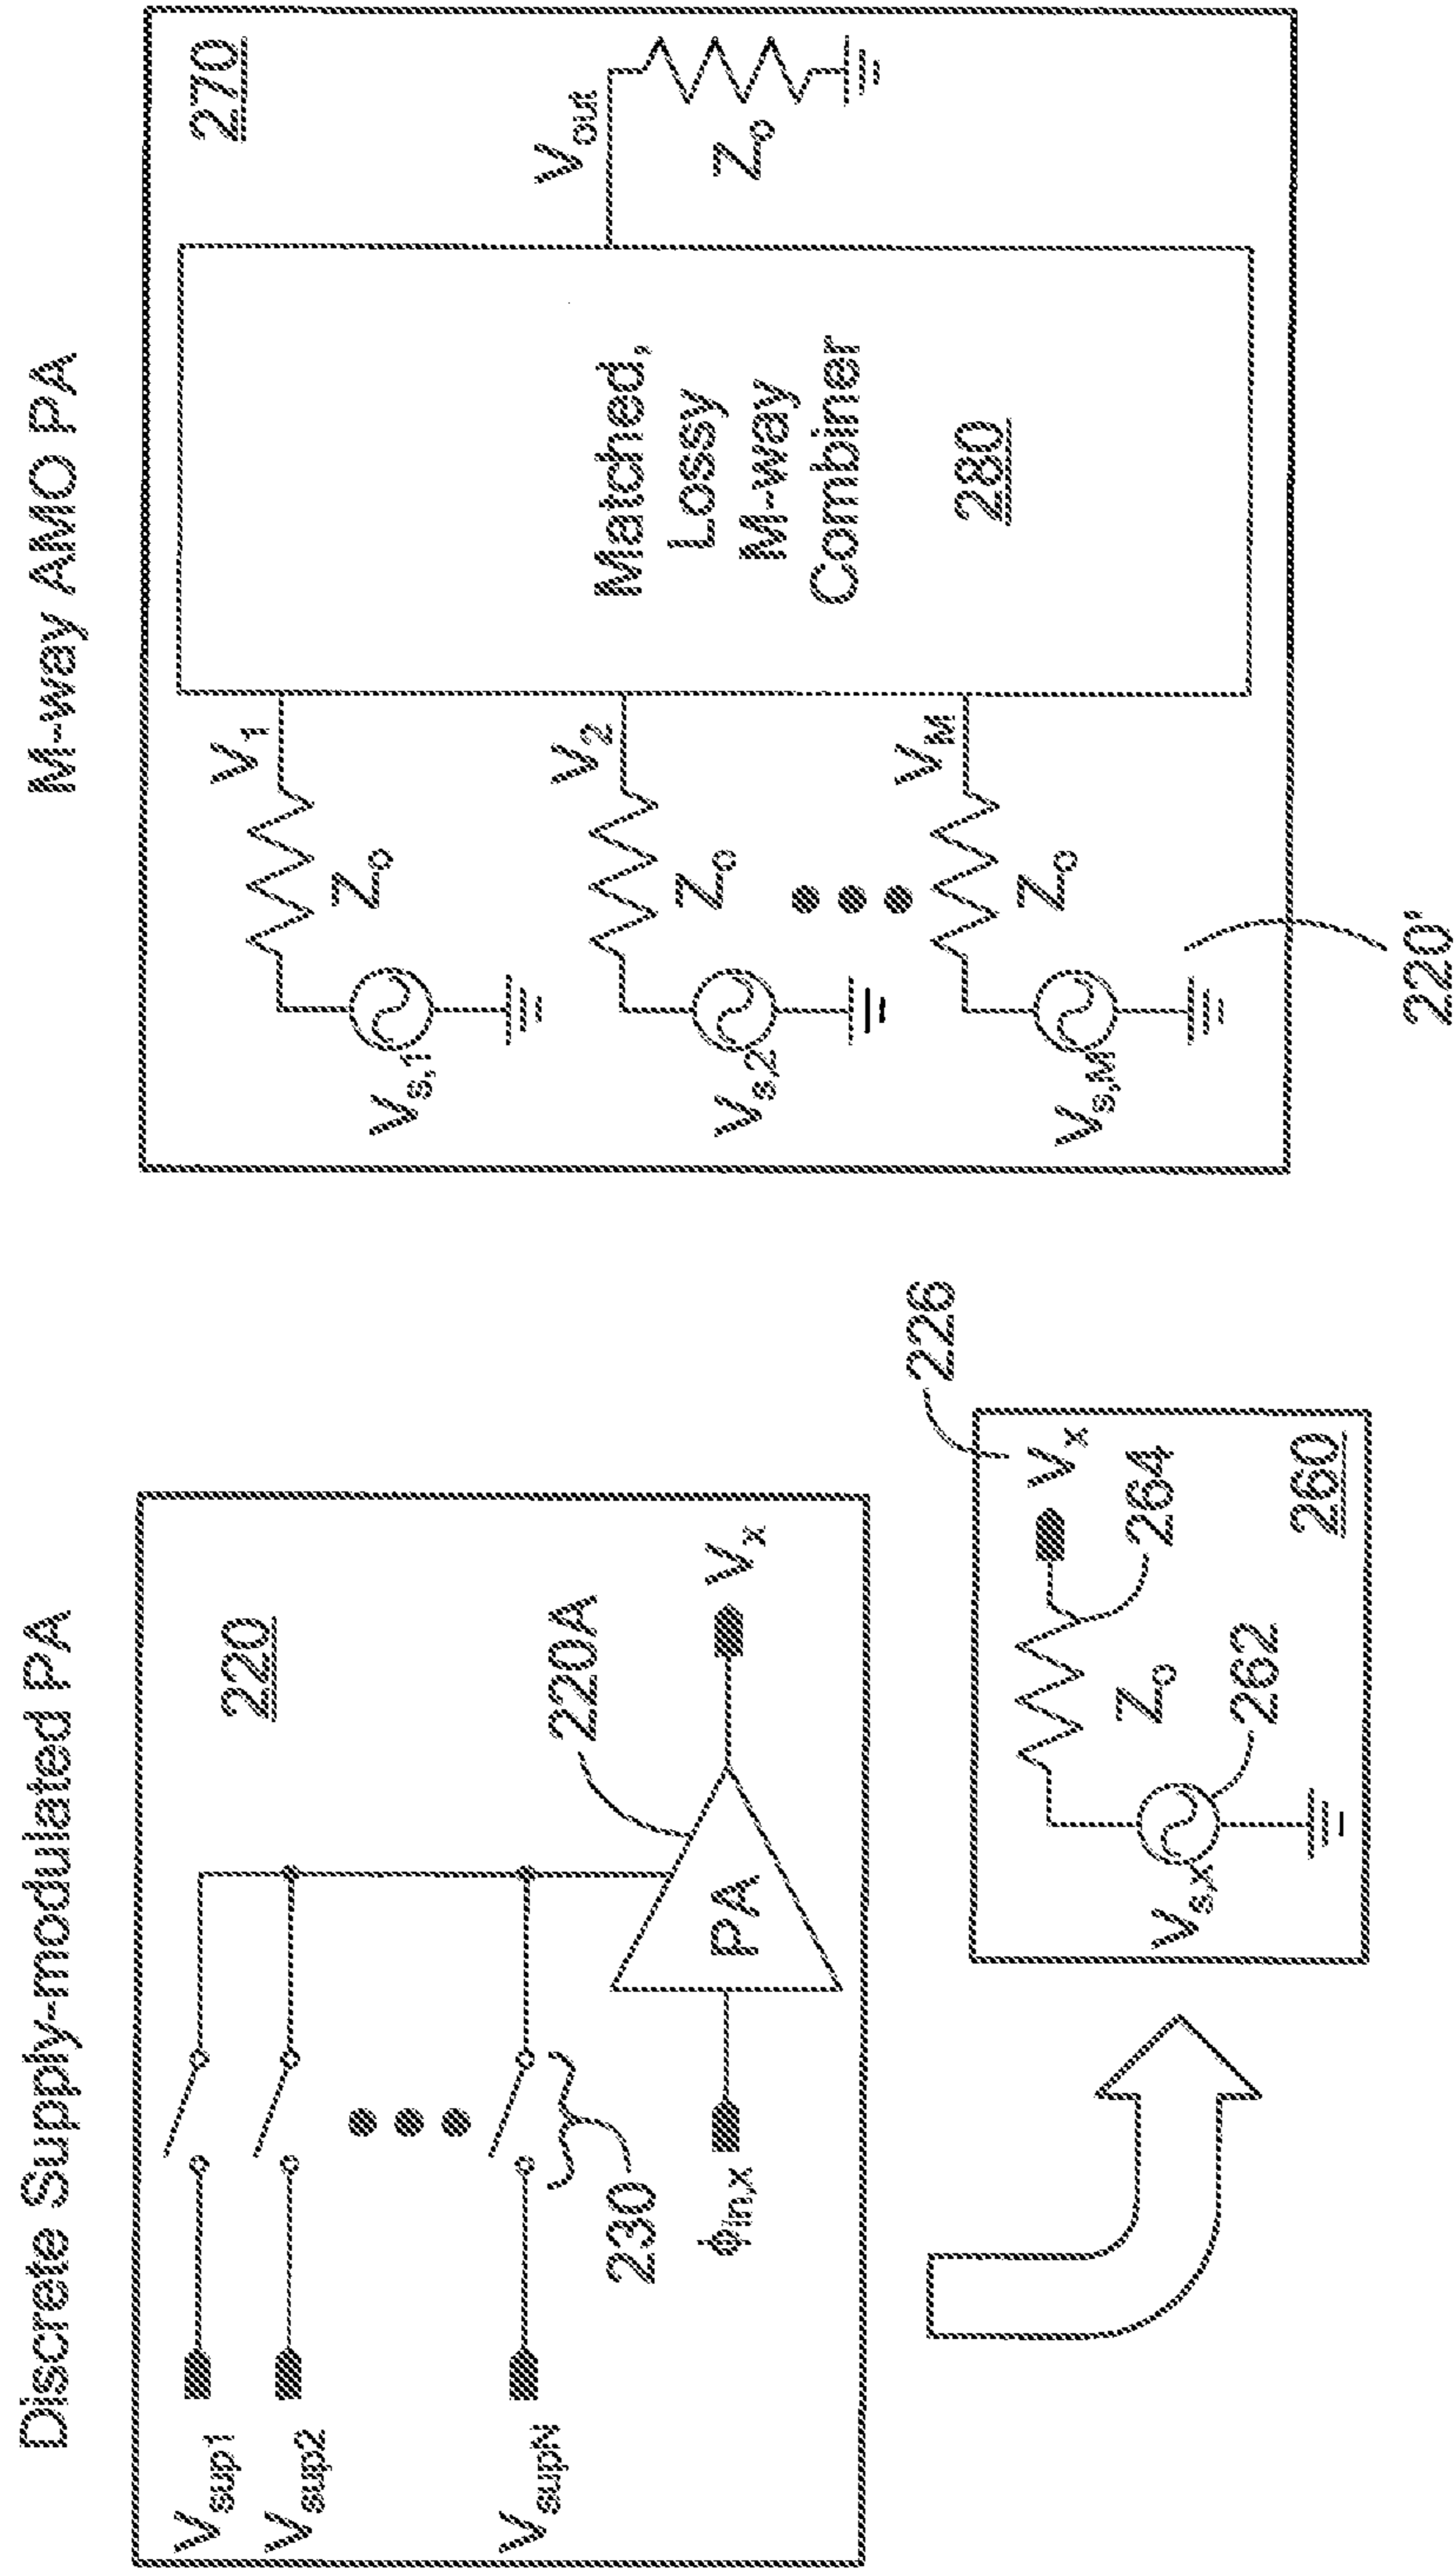 Discrete Supply-modulated PA
220
Vsup1
Vsup2
VsupN
230
220A
PA
ϕin,x
Vx
226
Vx
264
Zo
262
Vs,x
260
M-way AMO PA
270
V1
Zo
Vs,1
V2
Zo
Vs,2
VM
Zo
Vs,M
220"
Matched,
Lossy
M-way
Combiner
280
Vout
Zo